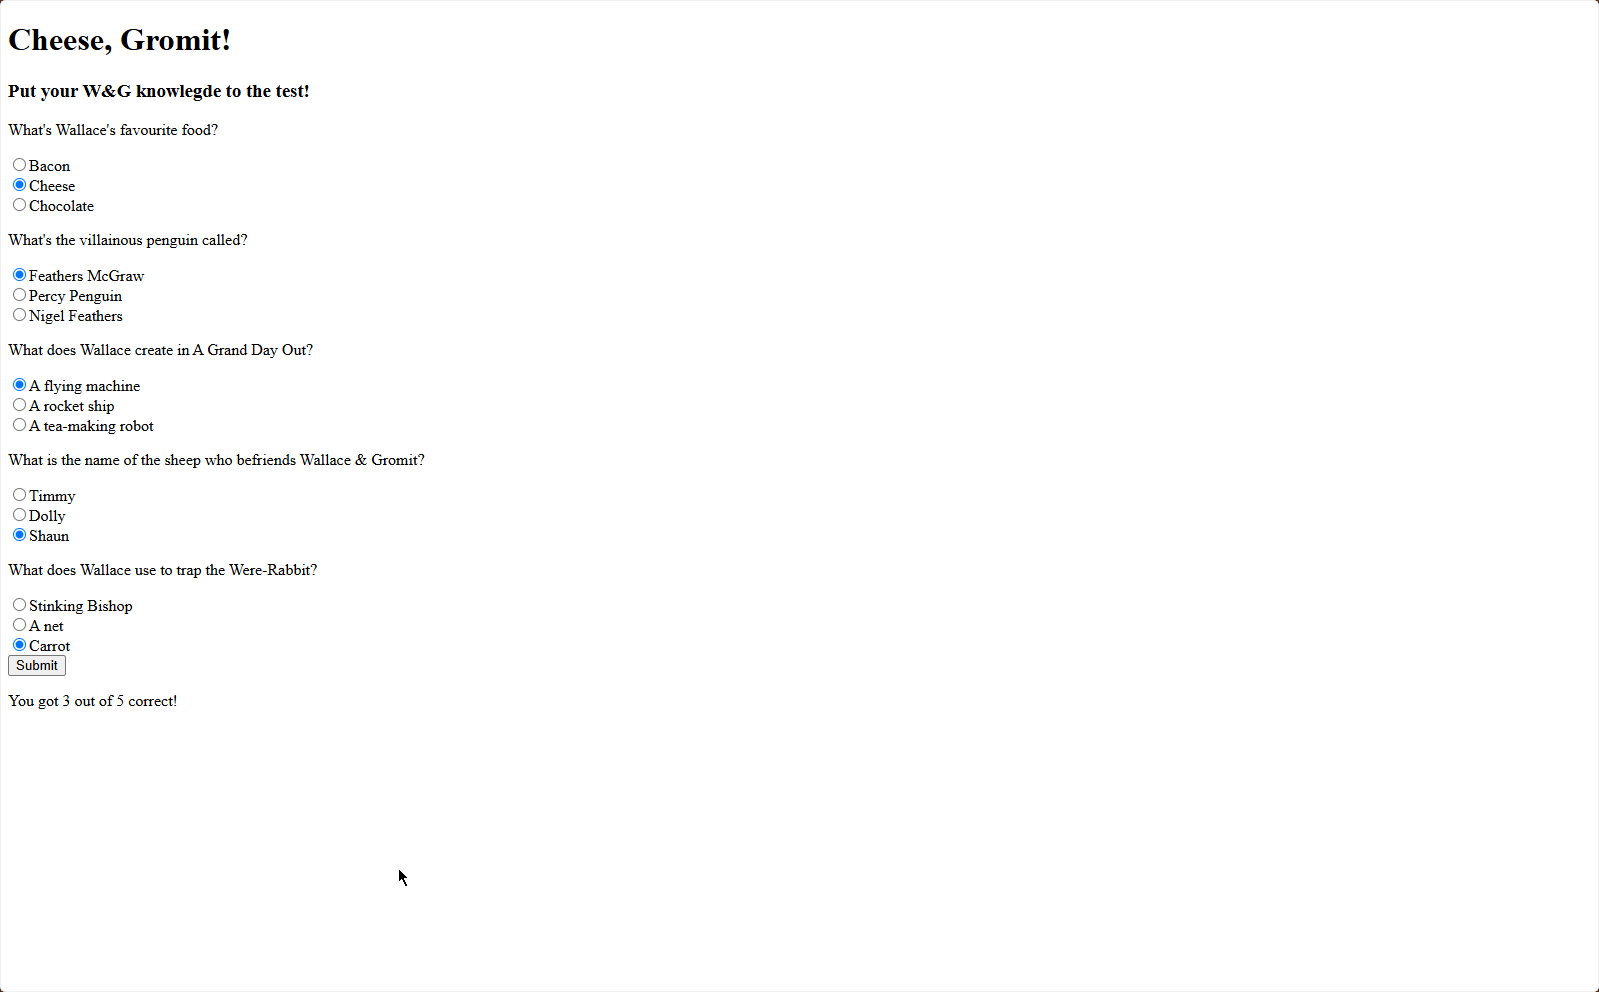 Cheese, Gromit!
Put your W&G knowlegde to the test!
What's Wallace's favourite food?
Bacon
Cheese
Chocolate
What's the villainous penguin called?
Feathers McGraw
Percy Penguin
Nigel Feathers
What does Wallace create in A Grand Day Out?
A flying machine
A rocket ship
A tea-making robot
What is the name of the sheep who befriends Wallace & Gromit?
Timmy
Dolly
Shaun
What does Wallace use to trap the Were-Rabbit?
Stinking Bishop
A net
Carrot
Submit
You got 3 out of 5 correct!